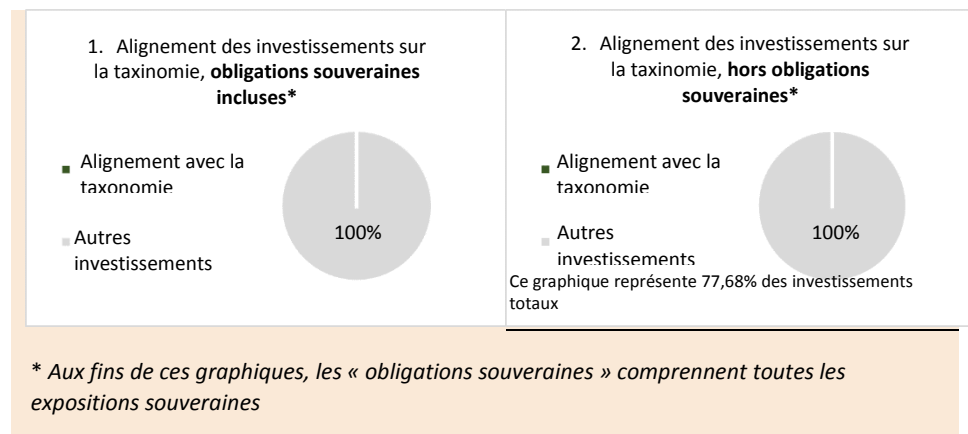 1. Alignement des investissements sur
la taxinomie, obligations souveraines
incluses*
Alignement avec la
taxonomie
Autres
investissements
100%
2. Alignement des investissements sur
la taxinomie, hors obligations
souveraines*
Alignement avec la
taxonomie
Autres
investissements
100%
Ce graphique représente 77,68% des investissements
totaux
* Aux fins de ces graphiques, les « obligations souveraines » comprennent toutes les
expositions souveraines